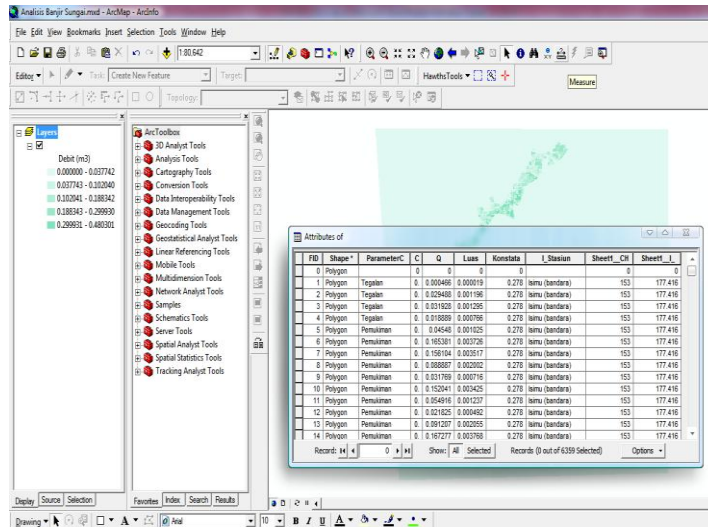 Analisis Banjir Sungai.mxd - ArcMap - ArcInfo
File Edit View Bookmarks Insert Selection Tools Window Help
1:80,642
Editor Task: Create New Feature Target: HawthsTools
Measure
Topology:
Layers
Debit (m3)
0.000000 - 0.037742
0.037743 - 0.102040
0.102041 - 0.188342
0.188343 - 0.299930
0.299931 - 0.480301
ArcToolbox
3D Analyst Tools
Analysis Tools
Cartography Tools
Conversion Tools
Data Interoperability Tools
Data Management Tools
Geocoding Tools
Geostatistical Analyst Tools
Linear Referencing Tools
Mobile Tools
Multidimension Tools
Network Analyst Tools
Samples
Schematics Tools
Server Tools
Spatial Analyst Tools
Spatial Statistics Tools
Tracking Analyst Tools
Attributes of
FID Shape * ParameterC C Q Luas Konstata I_Stasiun Sheet1__CH Sheet1__I_
0 Polygon 0 0 0 0 0 0
1 Polygon Tegalan 0. 0.000466 0.000019 0.278 Isimu (bandara) 153 177.416
2 Polygon Tegalan 0. 0.029488 0.001196 0.278 Isimu (bandara) 153 177.416
3 Polygon Tegalan 0. 0.031928 0.001295 0.278 Isimu (bandara) 153 177.416
4 Polygon Tegalan 0. 0.018889 0.000766 0.278 Isimu (bandara) 153 177.416
5 Polygon Pemukiman 0. 0.04548 0.001025 0.278 Isimu (bandara) 153 177.416
6 Polygon Pemukiman 0. 0.165381 0.003726 0.278 Isimu (bandara) 153 177.416
7 Polygon Pemukiman 0. 0.156104 0.003517 0.278 Isimu (bandara) 153 177.416
8 Polygon Pemukiman 0. 0.088887 0.002002 0.278 Isimu (bandara) 153 177.416
9 Polygon Pemukiman 0. 0.031769 0.000716 0.278 Isimu (bandara) 153 177.416
10 Polygon Pemukiman 0. 0.152041 0.003425 0.278 Isimu (bandara) 153 177.416
11 Polygon Pemukiman 0. 0.054916 0.001237 0.278 Isimu (bandara) 153 177.416
12 Polygon Pemukiman 0. 0.021825 0.000492 0.278 Isimu (bandara) 153 177.416
13 Polygon Pemukiman 0. 0.091207 0.002055 0.278 Isimu (bandara) 153 177.416
14 Polygon Pemukiman 0. 0.167277 0.003768 0.278 Isimu (bandara) 153 177.416
Record: 0 Show: All Selected Records (0 out of 6359 Selected) Options
Display Source Selection
Favorites Index Search Results
Drawing A Arial 10 B I U A